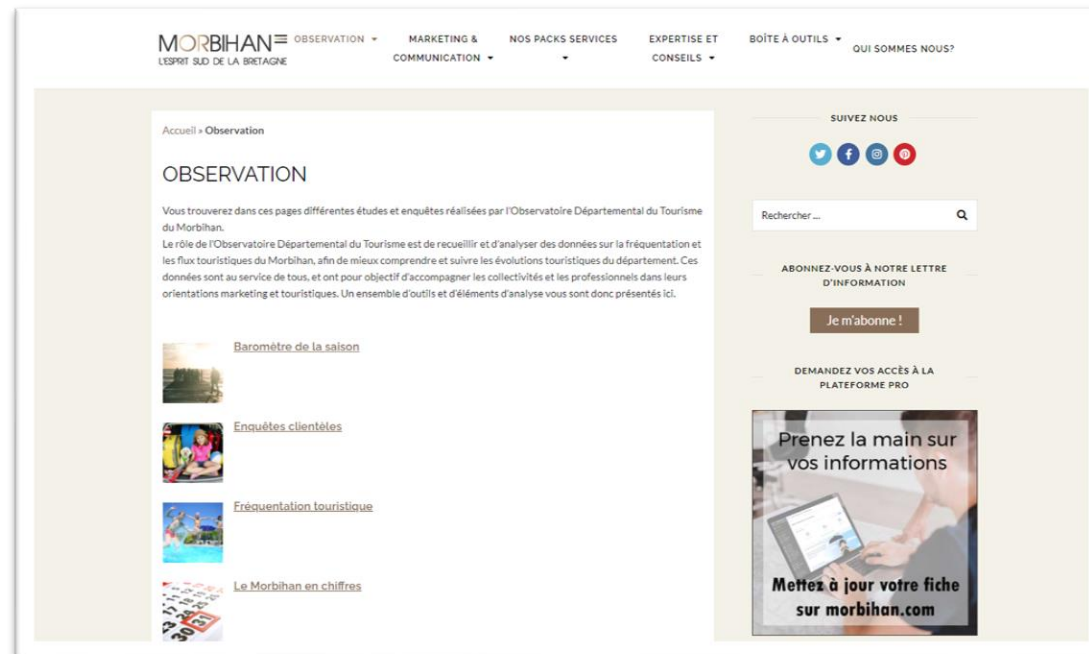 MORBIHAN
L'ESPRIT SUD DE LA BRETAGNE
OBSERVATION
MARKETING &
COMMUNICATION
NOS PACKS SERVICES
EXPERTISE ET
CONSEILS
BOÎTE À OUTILS
QUI SOMMES NOUS?
Accueil » Observation
OBSERVATION
Vous trouverez dans ces pages différentes études et enquêtes réalisées par l'Observatoire Départemental du Tourisme
du Morbihan.
Le rôle de l'Observatoire Départemental du Tourisme est de recueillir et d'analyser des données sur la fréquentation et
les flux touristiques du Morbihan, afin de mieux comprendre et suivre les évolutions touristiques du département. Ces
données sont au service de tous, et ont pour objectif d'accompagner les collectivités et les professionnels dans leurs
orientations marketing et touristiques. Un ensemble d'outils et d'éléments d'analyse vous sont donc présentés ici.
Baromètre de la saison
Enquêtes clientèles
Fréquentation touristique
Le Morbihan en chiffres
SUIVEZ NOUS
Rechercher ...
ABONNEZ-VOUS À NOTRE LETTRE
D'INFORMATION
Je m'abonne !
DEMANDEZ VOS ACCÈS À LA
PLATEFORME PRO
Prenez la main sur
vos informations
Mettez à jour votre fiche
sur morbihan.com